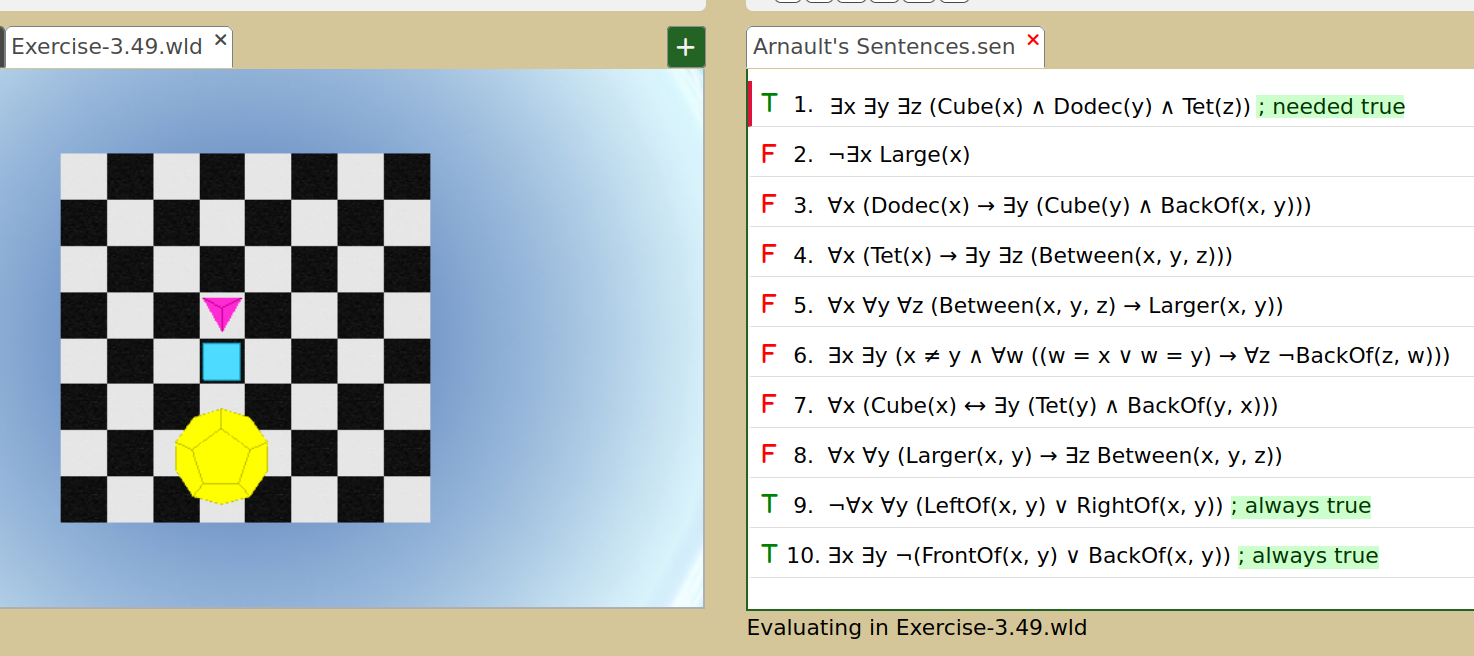 Exercise-3.49.wld ×
+
Arnault's Sentences.sen ×
T 1. ∃x ∃y ∃z (Cube(x) ∧ Dodec(y) ∧ Tet(z)) ; needed true
F 2. ¬∃x Large(x)
F 3. ∀x (Dodec(x) → ∃y (Cube(y) ∧ BackOf(x, y)))
F 4. ∀x (Tet(x) → ∃y ∃z (Between(x, y, z)))
F 5. ∀x ∀y ∀z (Between(x, y, z) → Larger(x, y))
F 6. ∃x ∃y (x ≠ y ∧ ∀w ((w = x ∨ w = y) → ∀z ¬BackOf(z, w)))
F 7. ∀x (Cube(x) ↔ ∃y (Tet(y) ∧ BackOf(y, x)))
F 8. ∀x ∀y (Larger(x, y) → ∃z Between(x, y, z))
T 9. ¬∀x ∀y (LeftOf(x, y) ∨ RightOf(x, y)) ; always true
T 10. ∃x ∃y ¬(FrontOf(x, y) ∨ BackOf(x, y)) ; always true
Evaluating in Exercise-3.49.wld